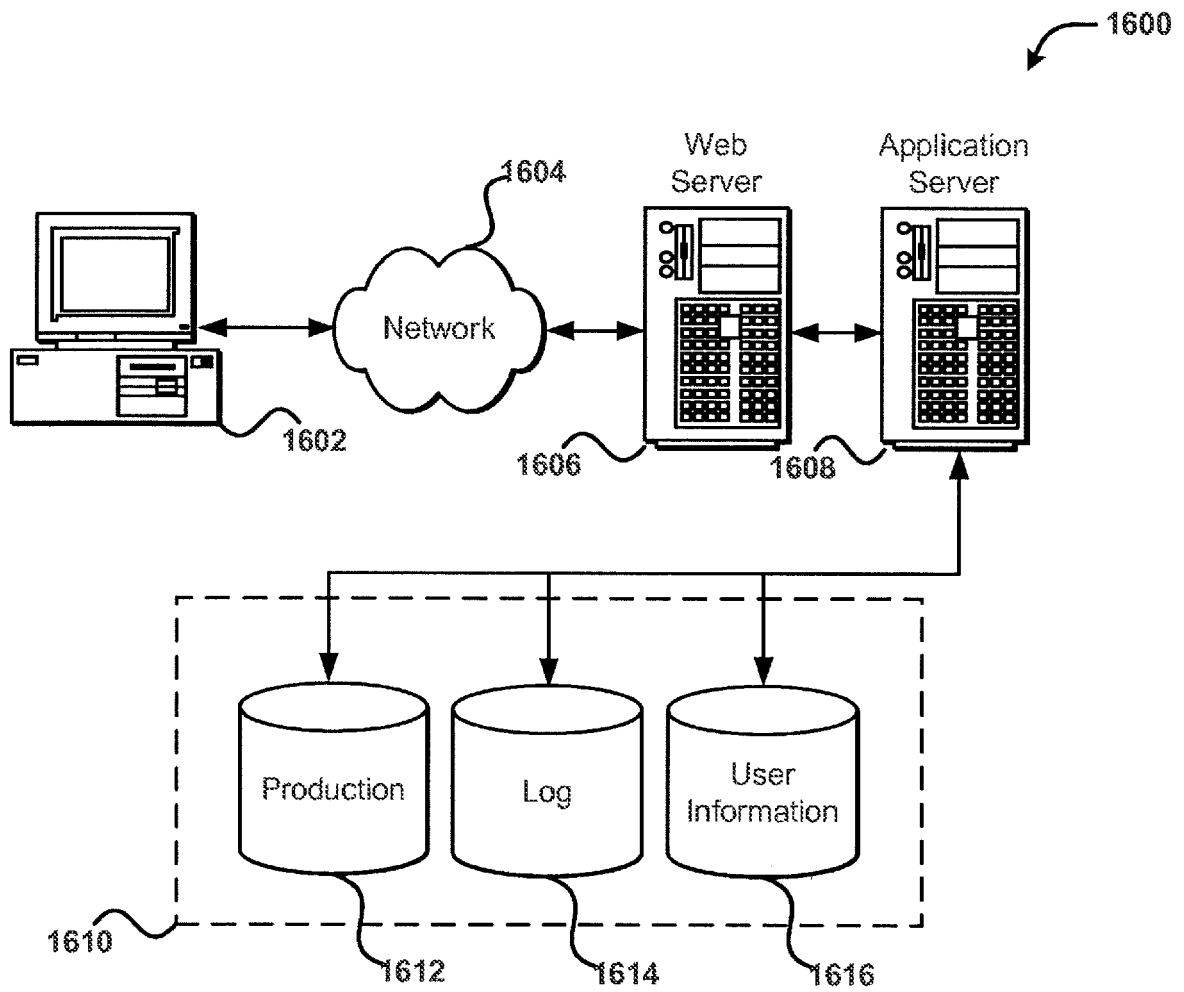 1600
Web
Server
Application
Server
1604
Network
1602
1606
1608
Production
Log
User
Information
1610
1612
1614
1616